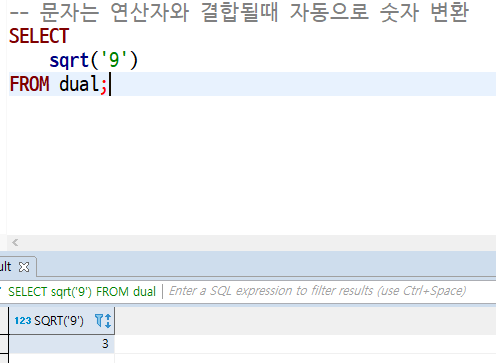 -- 문자는 연산자와 결합될때 자동으로 숫자 변환
SELECT
sqrt('9')
FROM dual;
ult
SELECT sqrt('9') FROM dual
Enter a SQL expression to filter results (use Ctrl+Space)
123 SQRT('9')
3